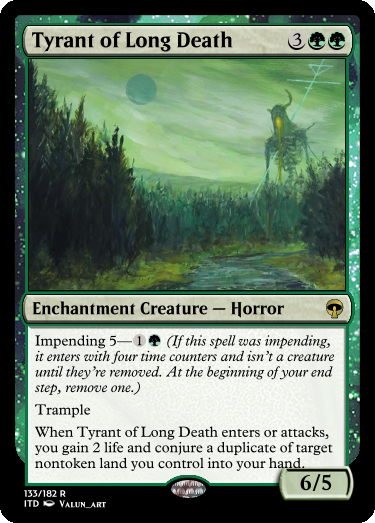 Tyrant of Long Death 3
Enchantment Creature — Horror
Impending 5—1 (If this spell was impending,
it enters with four time counters and isn't a creature
until they're removed. At the beginning of your end
step, remove one.)
Trample
When Tyrant of Long Death enters or attacks,
you gain 2 life and conjure a duplicate of target
nontoken land you control into your hand.
6/5
133/182 R
ITD Valun_art